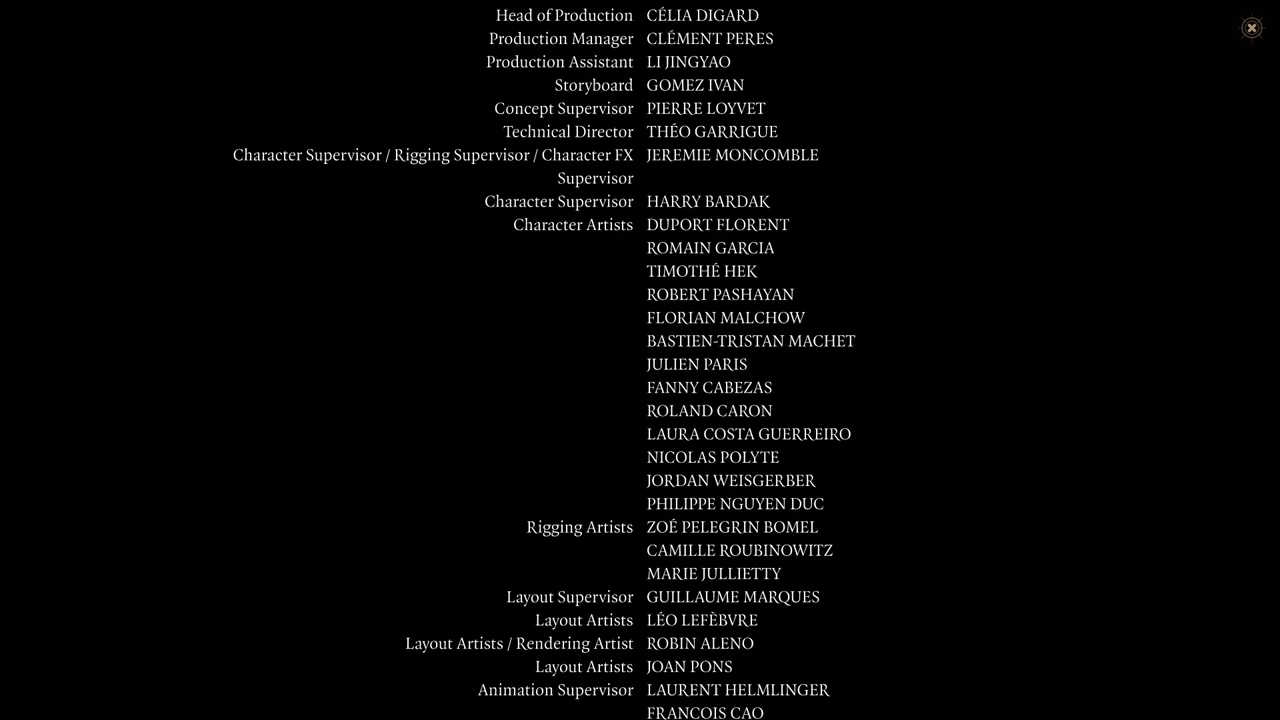 Head of Production CÉLIA DIGARD
Production Manager CLÉMENT PERES
Production Assistant LI JINGYAO
Storyboard GOMEZ IVAN
Concept Supervisor PIERRE LOYVET
Technical Director THÉO GARRIGUE
Character Supervisor / Rigging Supervisor / Character FX JEREMIE MONCOMBLE
Supervisor
Character Supervisor HARRY BARDAK
Character Artists DUPORT FLORENT
ROMAIN GARCIA
TIMOTHÉ HEK
ROBERT PASHAYAN
FLORIAN MALCHOW
BASTIEN-TRISTAN MACHET
JULIEN PARIS
FANNY CABEZAS
ROLAND CARON
LAURA COSTA GUERREIRO
NICOLAS POLYTE
JORDAN WEISGERBER
PHILIPPE NGUYEN DUC
Rigging Artists ZOÉ PELEGRIN BOMEL
CAMILLE ROUBINOWITZ
MARIE JULLIETTY
Layout Supervisor GUILLAUME MARQUES
Layout Artists LÉO LEFÈBVRE
Layout Artists / Rendering Artist ROBIN ALENO
Layout Artists JOAN PONS
Animation Supervisor LAURENT HELMLINGER
FRANCOIS CAO